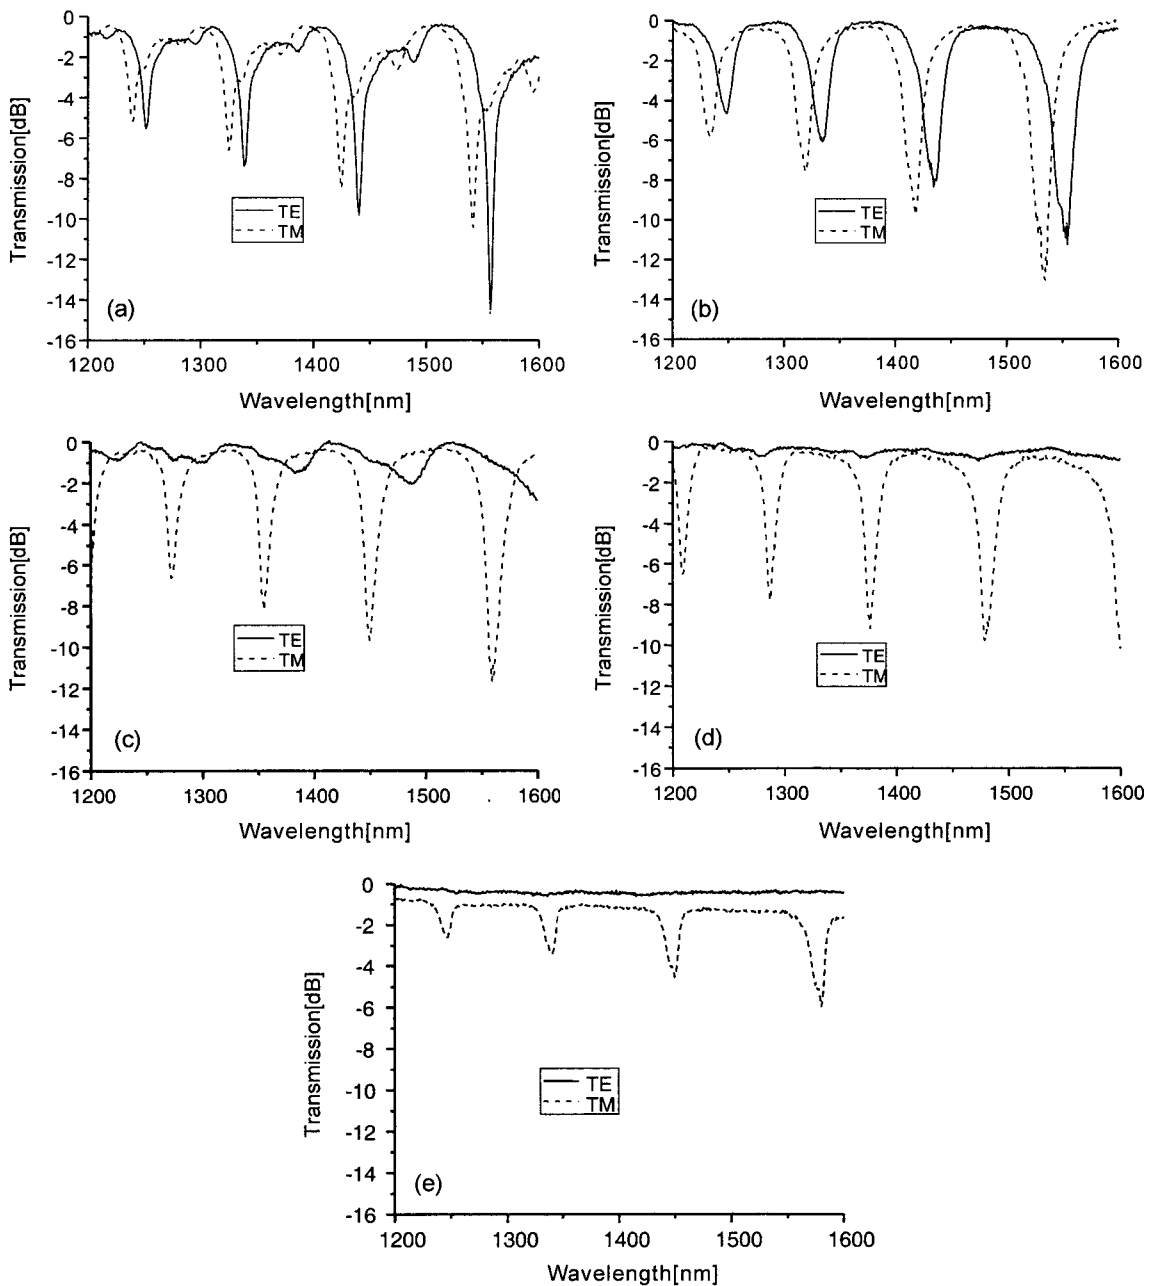 0
-2
-4
-6
-8
-10
-12
-14
-16
Transmission[dB]
TE
TM
(a)
1200 1300 1400 1500 1600
Wavelength[nm]
0
-2
-4
-6
-8
-10
-12
-14
-16
Transmission[dB]
TE
TM
(b)
1200 1300 1400 1500 1600
Wavelength[nm]
0
-2
-4
-6
-8
-10
-12
-14
-16
Transmission[dB]
TE
TM
(c)
1200 1300 1400 1500 1600
Wavelength[nm]
0
-2
-4
-6
-8
-10
-12
-14
-16
Transmission[dB]
TE
TM
(d)
1200 1300 1400 1500 1600
Wavelength[nm]
0
-2
-4
-6
-8
-10
-12
-14
-16
Transmission[dB]
TE
TM
(e)
1200 1300 1400 1500 1600
Wavelength[nm]